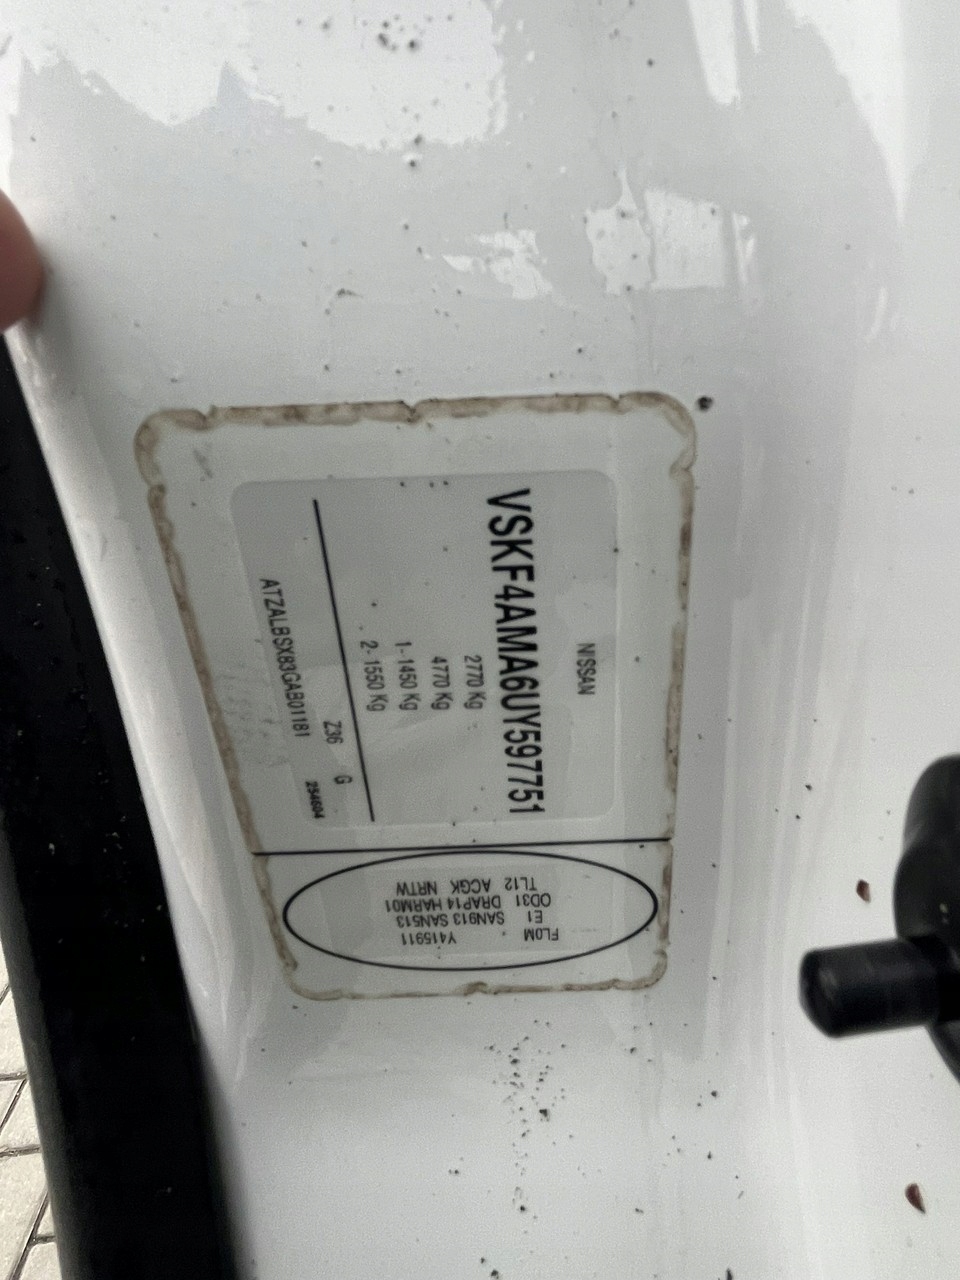 NISSAN
VSKF4AMA6UY597751
2770 Kg
4770 Kg
1- 1450 Kg
2- 1550 Kg
Z36 G
ATZALBSX83GAB01181
254604
FL0M Y415911
E1 SAN913 SAN513
OD31 DRAP14 HARM01
TL12 ACGK NRTW